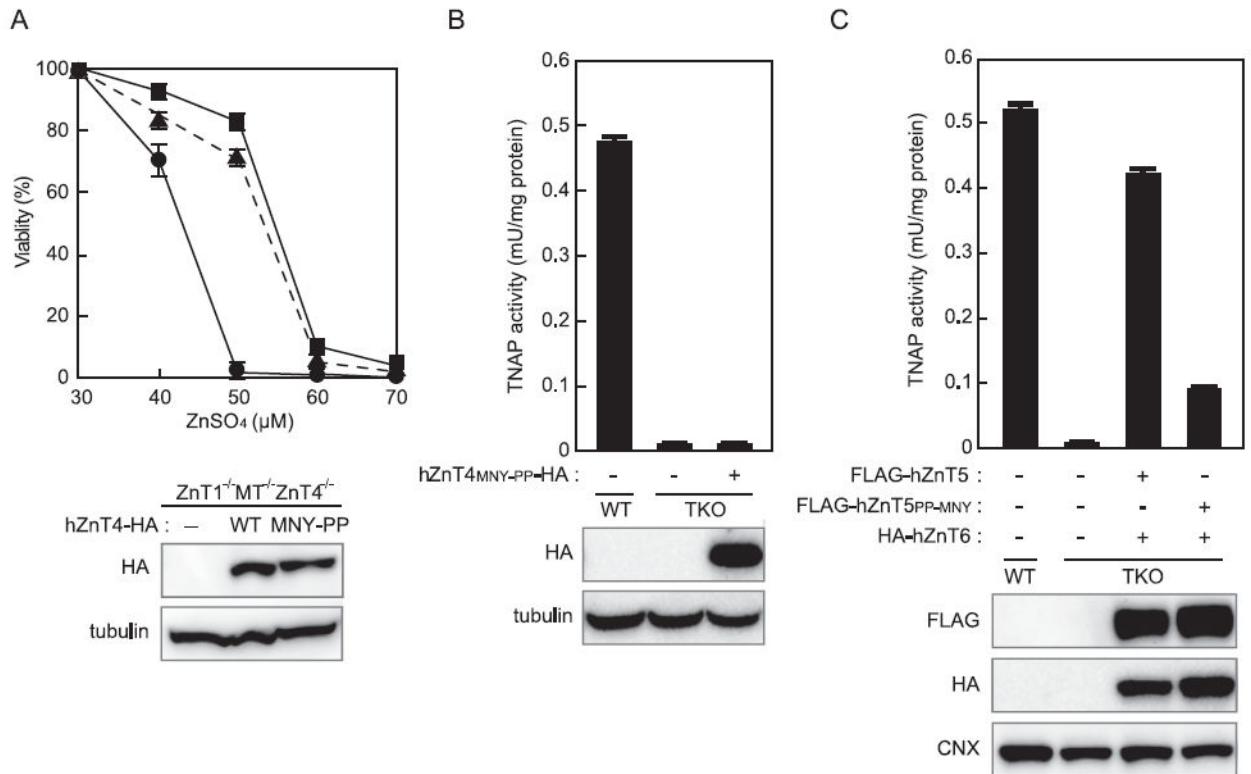 A
100
80
60
40
20
0
Viablity (%)
30 40 50 60 70
ZnSO4 (µM)
ZnT1-/-MT-/-ZnT4-/-
hZnT4-HA : – WT MNY-PP
HA
tubulin
B
0.6
0.5
0.4
0.3
0.2
0.1
0
TNAP activity (mU/mg protein)
hZnT4MNY-PP-HA : - - +
WT TKO
HA
tubulin
C
0.6
0.5
0.4
0.3
0.2
0.1
0
TNAP activity (mU/mg protein)
FLAG-hZnT5 : - - + -
FLAG-hZnT5PP-MNY : - - - +
HA-hZnT6 : - - + +
WT TKO
FLAG
HA
CNX